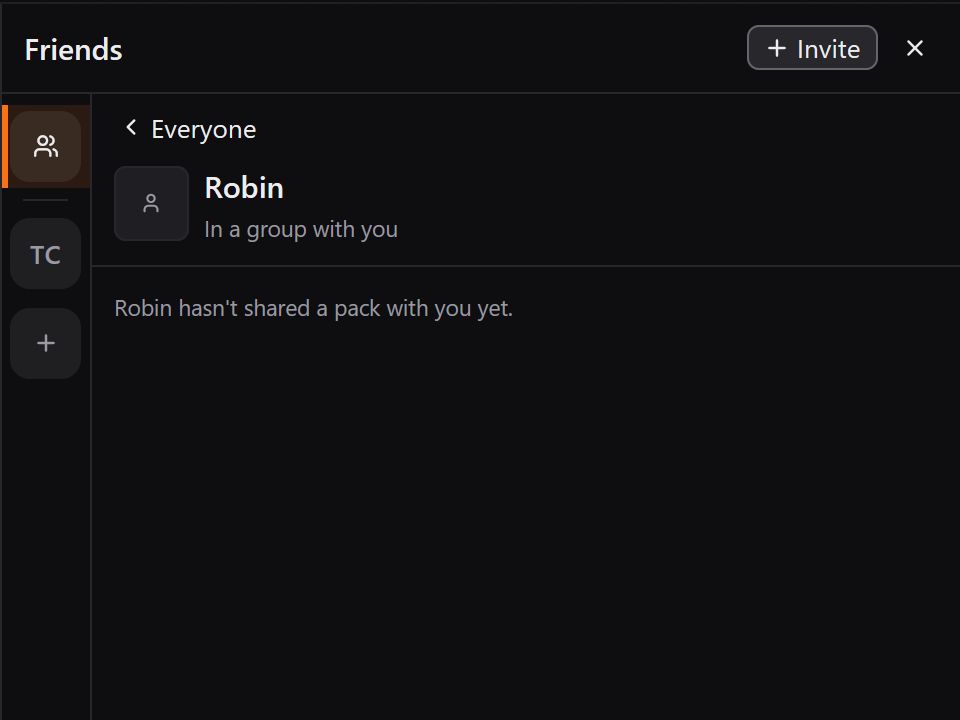 Friends
+ Invite
Everyone
Robin
In a group with you
TC
Robin hasn't shared a pack with you yet.
+